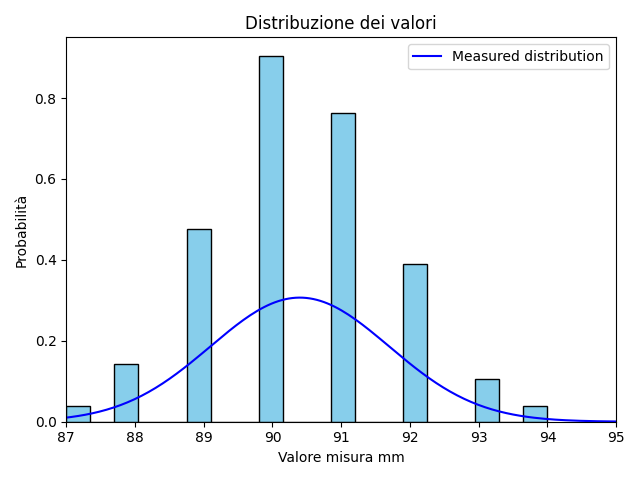 Distribuzione dei valori
Measured distribution
Probabilità
0.8
0.6
0.4
0.2
0.0
87 88 89 90 91 92 93 94 95
Valore misura mm